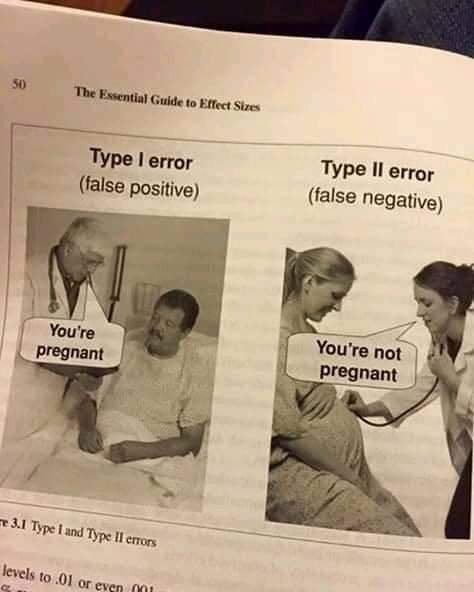 50
The Essential Guide to Effect Sizes
Type I error
(false positive)
Type II error
(false negative)
You're
pregnant
You're not
pregnant
3.1 Type I and Type II errors
levels to .01 or even .001